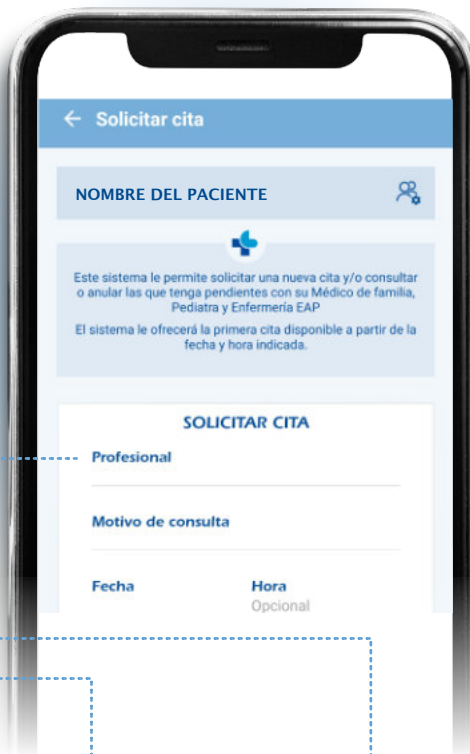 Solicitar cita
NOMBRE DEL PACIENTE
Este sistema le permite solicitar una nueva cita y/o consultar
o anular las que tenga pendientes con su Médico de familia,
Pediatra y Enfermería EAP
El sistema le ofrecerá la primera cita disponible a partir de la
fecha y hora indicada.
SOLICITAR CITA
Profesional
Motivo de consulta
Fecha Hora
Opcional